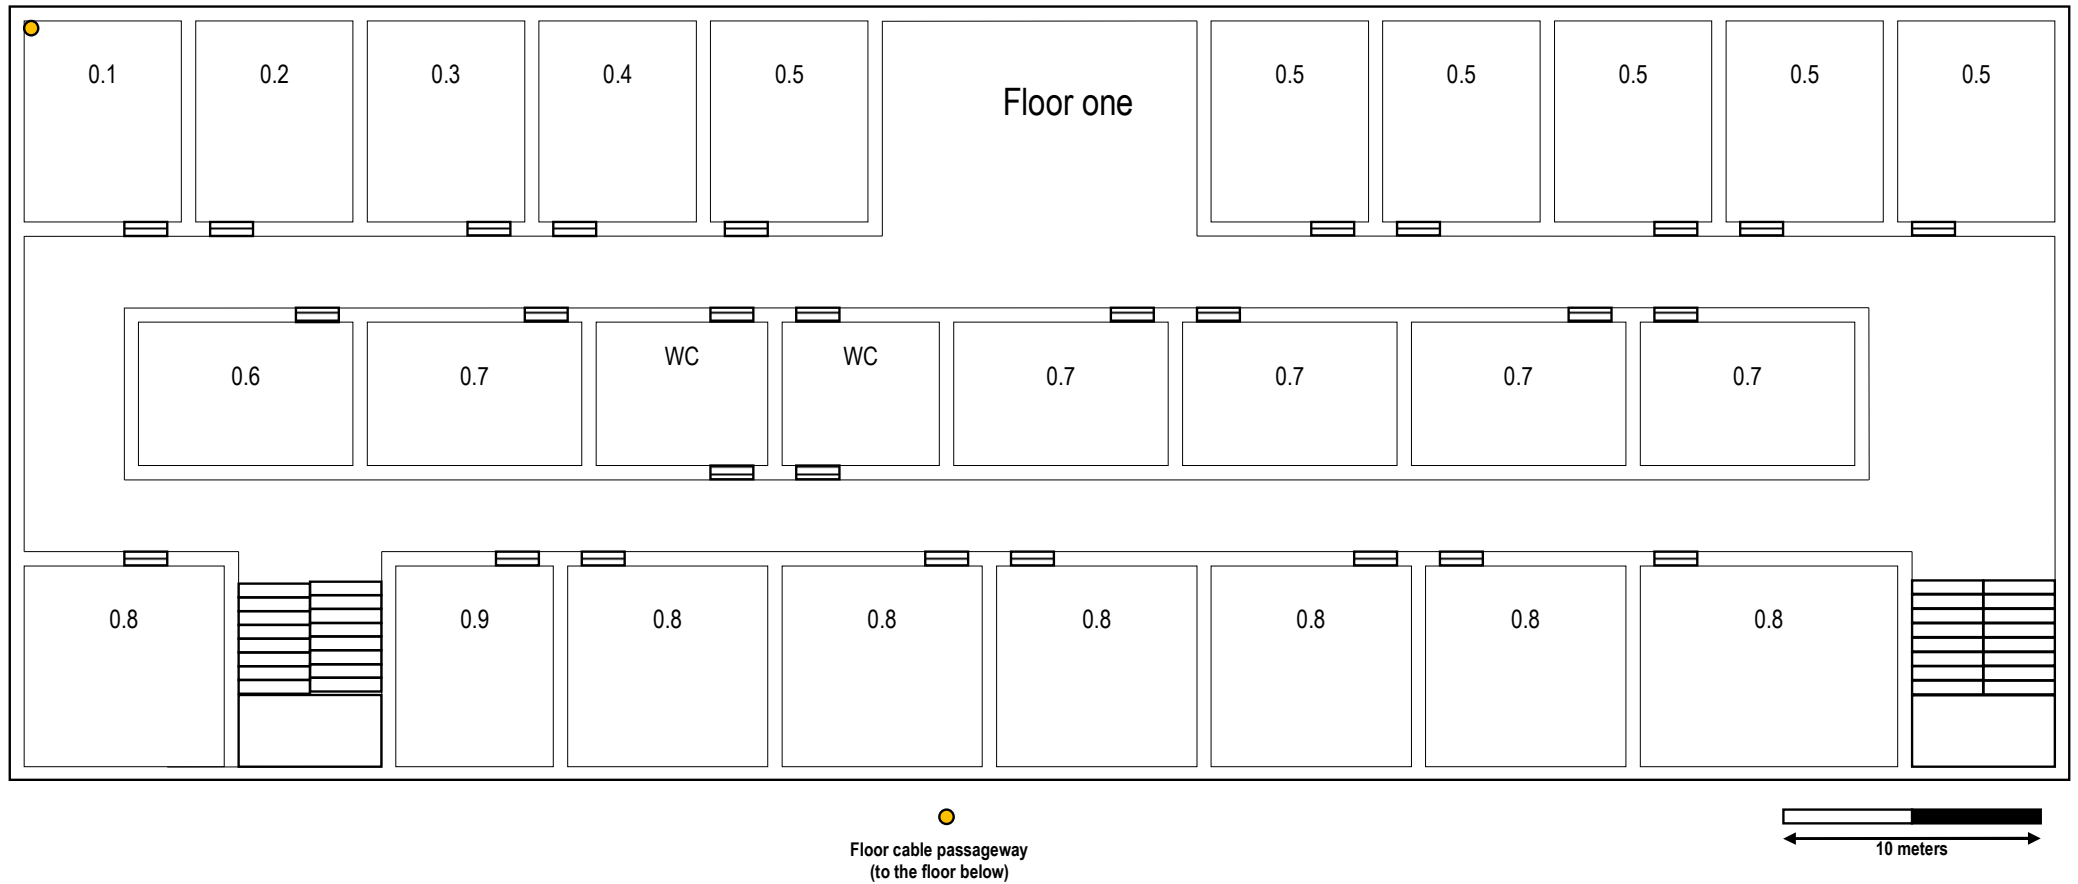 0.1 0.2 0.3 0.4 0.5 0.5 0.5 0.5 0.5 0.5
Floor one
WC WC
0.6 0.7 0.7 0.7 0.7 0.7
0.8 0.9 0.8 0.8 0.8 0.8 0.8 0.8
Floor cable passageway
(to the floor below)
10 meters